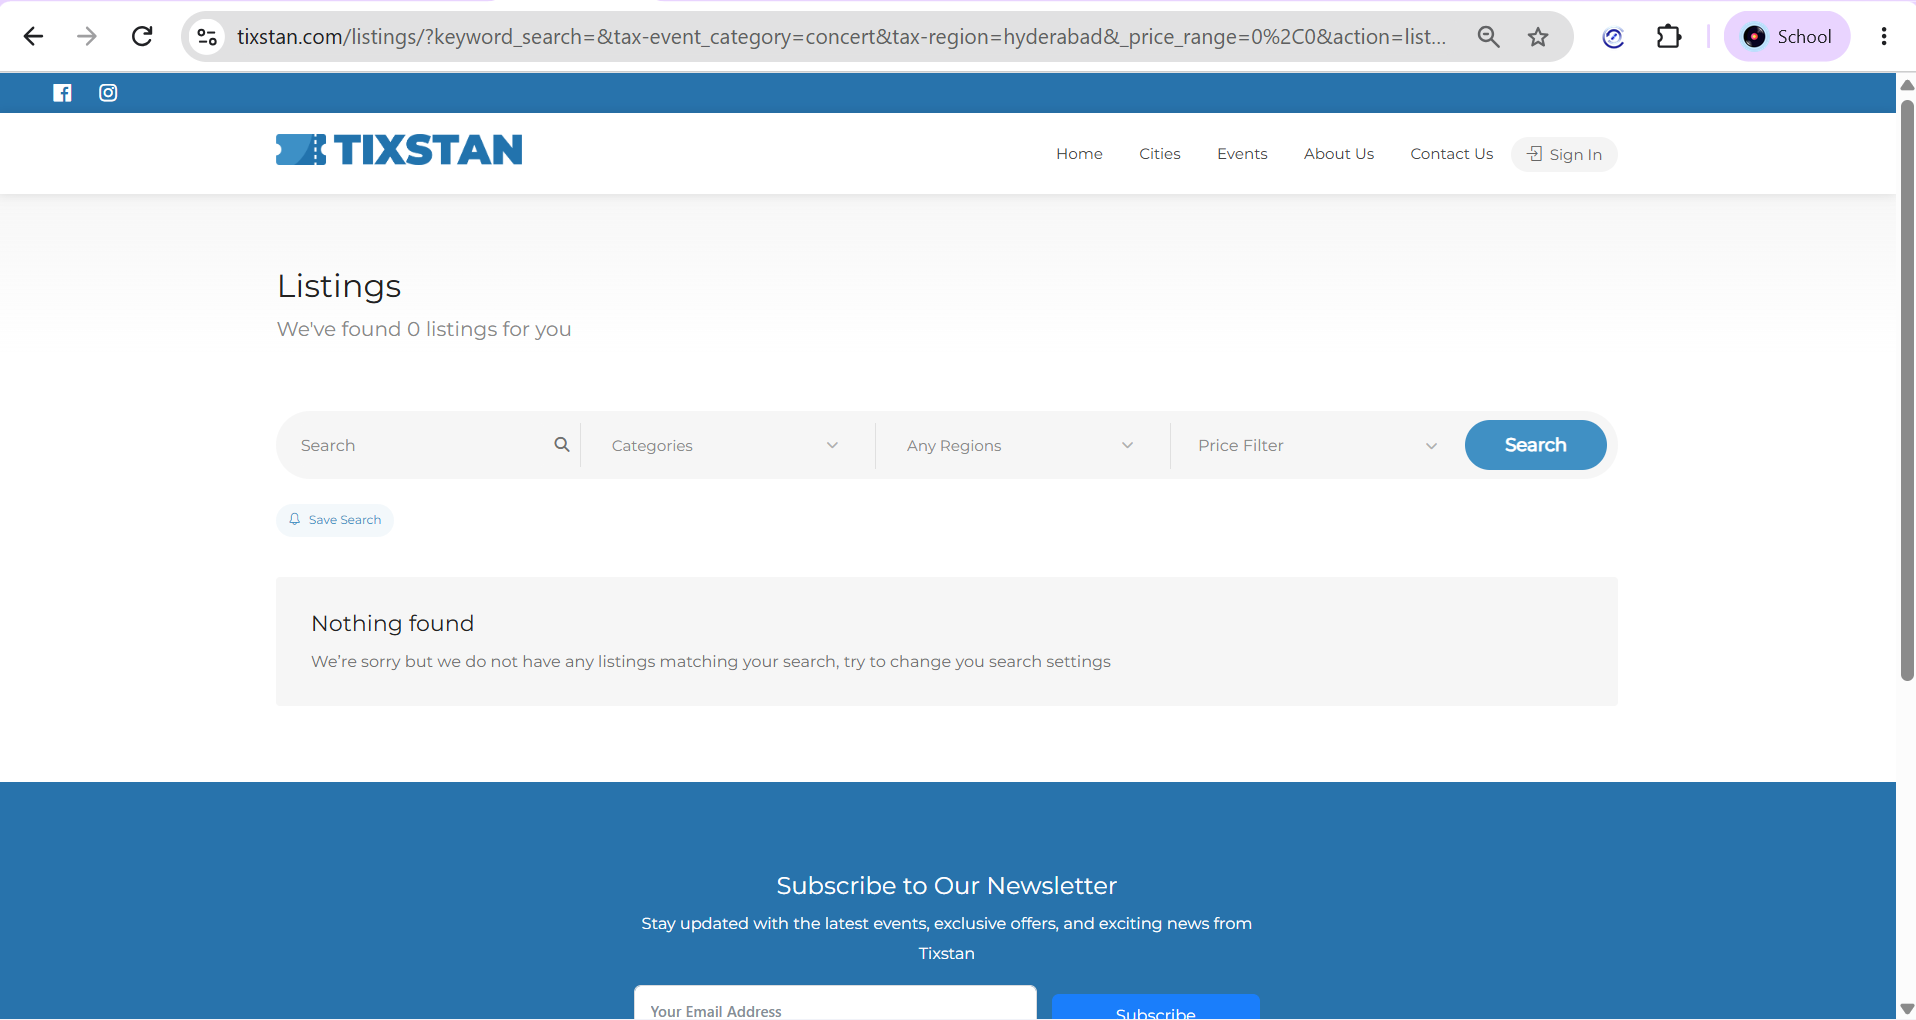 tixstan.com/listings/?keyword_search=&tax-event_category=concert&tax-region=hyderabad&_price_range=0%2C0&action=list...
School
TIXSTAN
Home
Cities
Events
About Us
Contact Us
Sign In
Listings
We've found 0 listings for you
Search
Categories
Any Regions
Price Filter
Search
Save Search
Nothing found
We're sorry but we do not have any listings matching your search, try to change you search settings
Subscribe to Our Newsletter
Stay updated with the latest events, exclusive offers, and exciting news from
Tixstan
Your Email Address
Subscribe